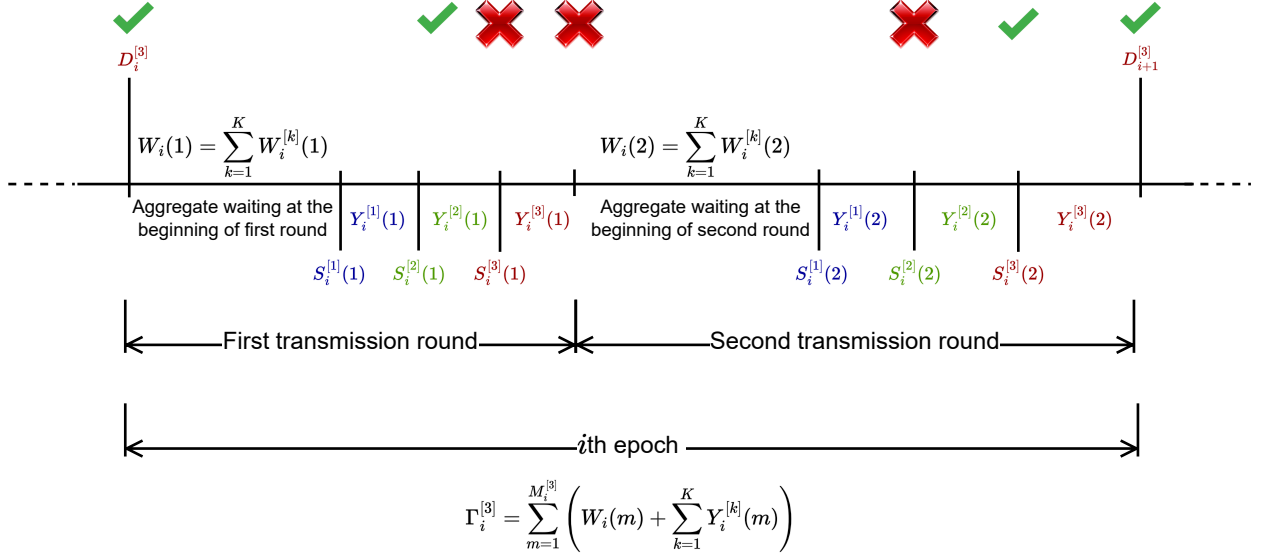 $D_i^{[3]}$ $D_{i+1}^{[3]}$
$W_i(1) = \sum_{k=1}^{K} W_i^{[k]}(1)$ $W_i(2) = \sum_{k=1}^{K} W_i^{[k]}(2)$
Aggregate waiting at the
beginning of first round
$Y_i^{[1]}(1)$ $Y_i^{[2]}(1)$ $Y_i^{[3]}(1)$
Aggregate waiting at the
beginning of second round
$Y_i^{[1]}(2)$ $Y_i^{[2]}(2)$ $Y_i^{[3]}(2)$
$S_i^{[1]}(1)$ $S_i^{[2]}(1)$ $S_i^{[3]}(1)$ $S_i^{[1]}(2)$ $S_i^{[2]}(2)$ $S_i^{[3]}(2)$
First transmission round Second transmission round
$i$th epoch
$\Gamma_i^{[3]} = \sum_{m=1}^{M_i^{[3]}} \left( W_i(m) + \sum_{k=1}^{K} Y_i^{[k]}(m) \right)$